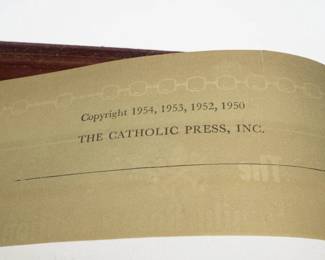 Copyright 1954, 1953, 1952, 1950
THE CATHOLIC PRESS, INC.